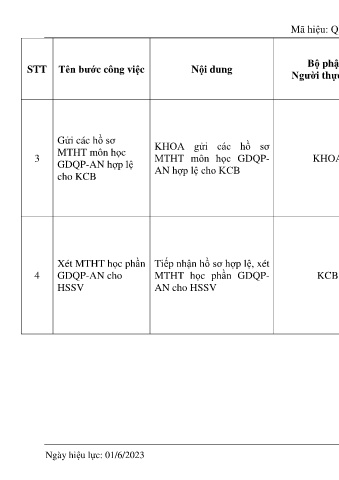 Mã hiệu: Q
STT
Tên bước công việc
Nội dung
Bộ phậ
Người thực
3
Gửi các hồ sơ
MTHT môn học
GDQP-AN hợp lệ
cho KCB
KHOA gửi các hồ sơ
MTHT môn học GDQP-
AN hợp lệ cho KCB
KHOA
4
Xét MTHT học phần
GDQP-AN cho
HSSV
Tiếp nhận hồ sơ hợp lệ, xét
MTHT học phần GDQP-
AN cho HSSV
KCB
Ngày hiệu lực: 01/6/2023